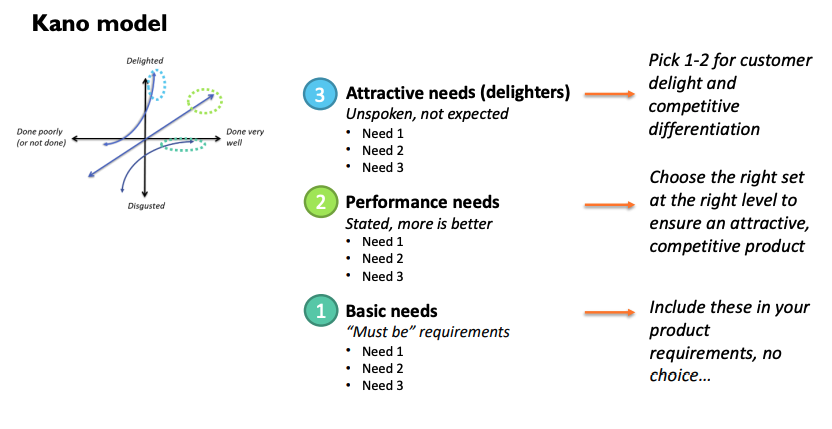 Kano model
Delighted
Done poorly
(or not done)
Done very
well
Disgusted
3
Attractive needs (delighters)
Unspoken, not expected
• Need 1
• Need 2
• Need 3
Pick 1-2 for customer
delight and
competitive
differentiation
2
Performance needs
Stated, more is better
• Need 1
• Need 2
• Need 3
Choose the right set
at the right level to
ensure an attractive,
competitive product
1
Basic needs
“Must be” requirements
• Need 1
• Need 2
• Need 3
Include these in your
product
requirements, no
choice…